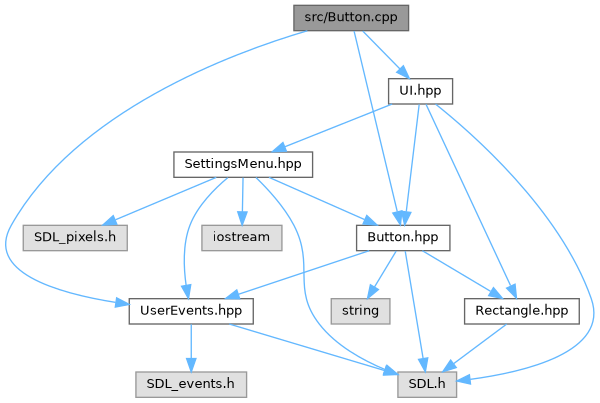 src/Button.cpp
UI.hpp
SettingsMenu.hpp
SDL_pixels.h
iostream
Button.hpp
UserEvents.hpp
string
Rectangle.hpp
SDL_events.h
SDL.h